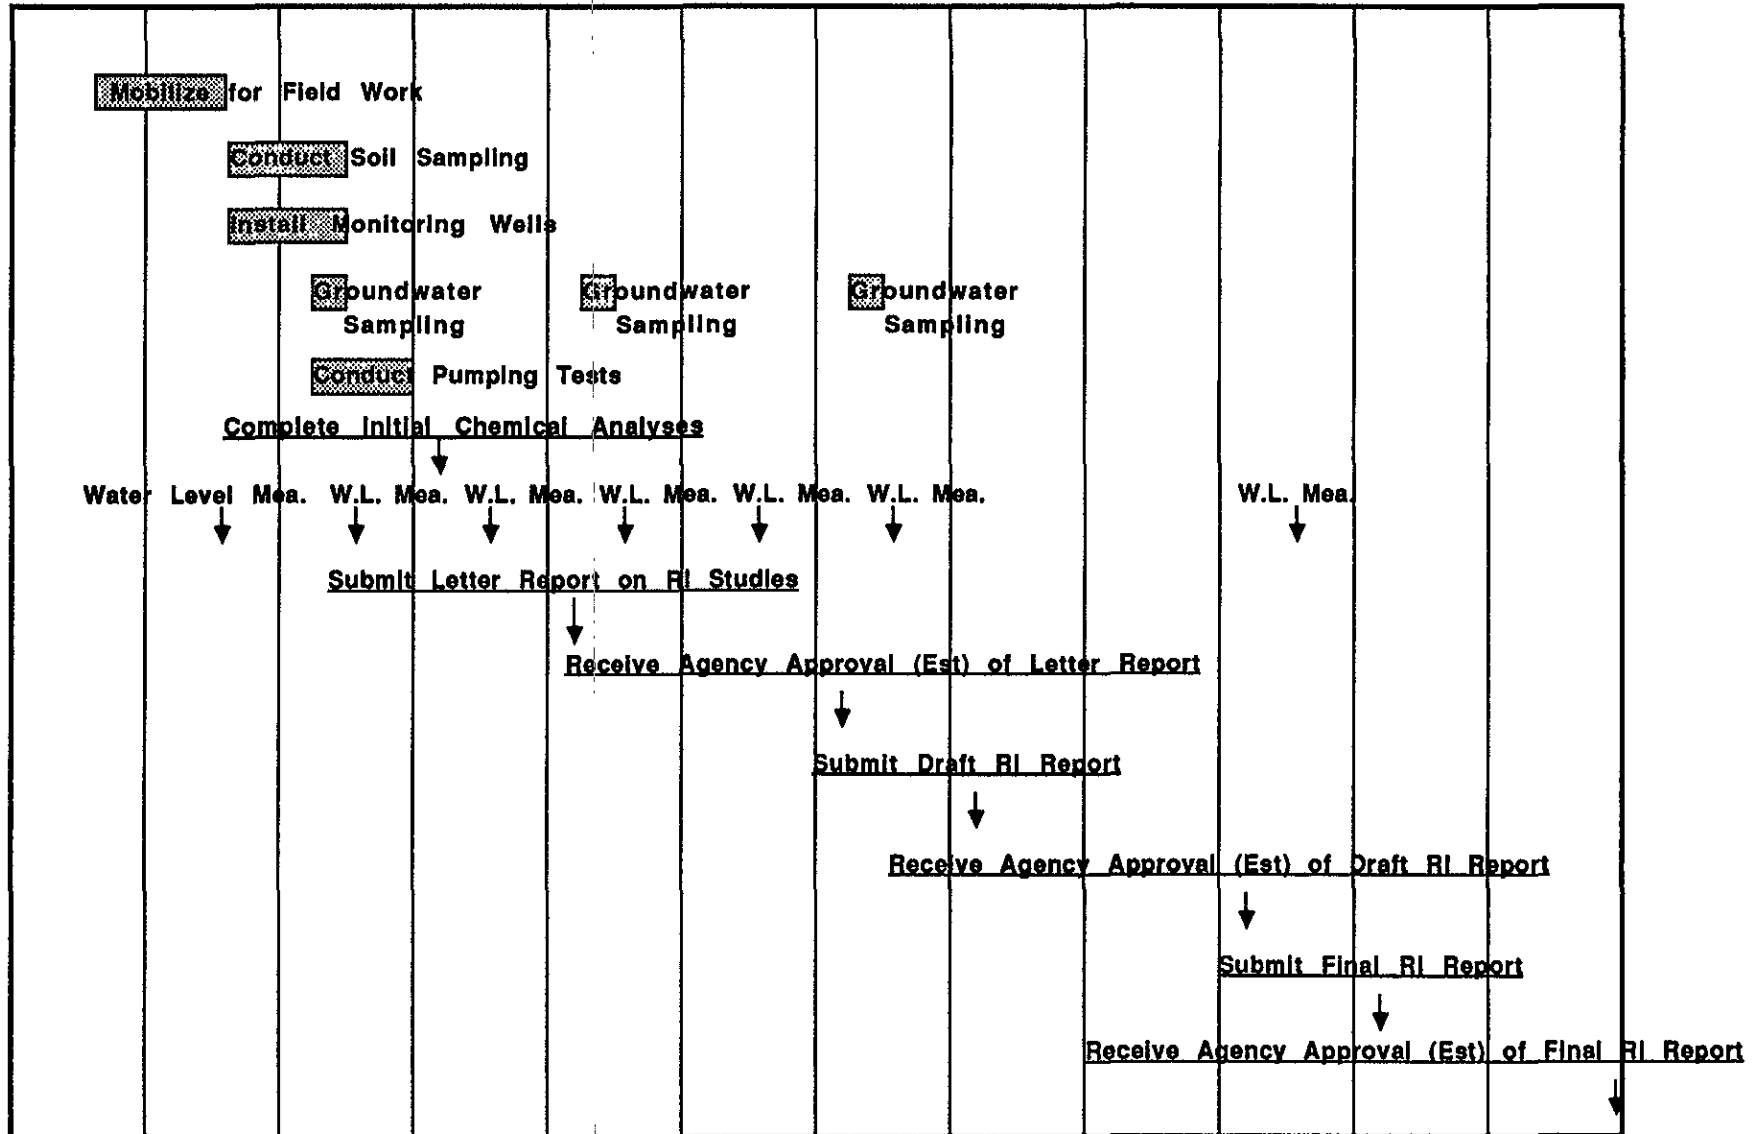 Mobilize for Field Work
Conduct Soil Sampling
Install Monitoring Wells
Groundwater Groundwater Groundwater
Sampling Sampling Sampling
Conduct Pumping Tests
Complete Initial Chemical Analyses
Water Level Mea. W.L. Mea. W.L. Mea. W.L. Mea. W.L. Mea. W.L. Mea. W.L. Mea.
Submit Letter Report on RI Studies
Receive Agency Approval (Est) of Letter Report
Submit Draft RI Report
Receive Agency Approval (Est) of Draft RI Report
Submit Final RI Report
Receive Agency Approval (Est) of Final RI Report